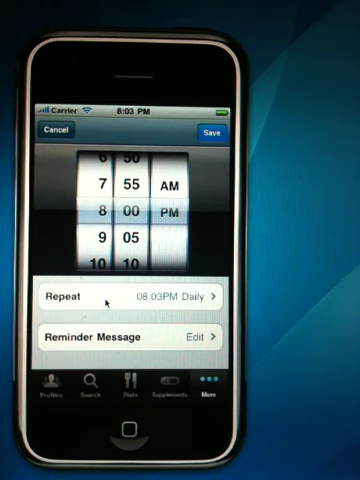 Carrier 8:03 PM
Cancel Save
6 50
7 55 AM
8 00 PM
9 05
10 10
Repeat 08.03PM Daily
Reminder Message Edit
Profiles Search Diets Supplements More